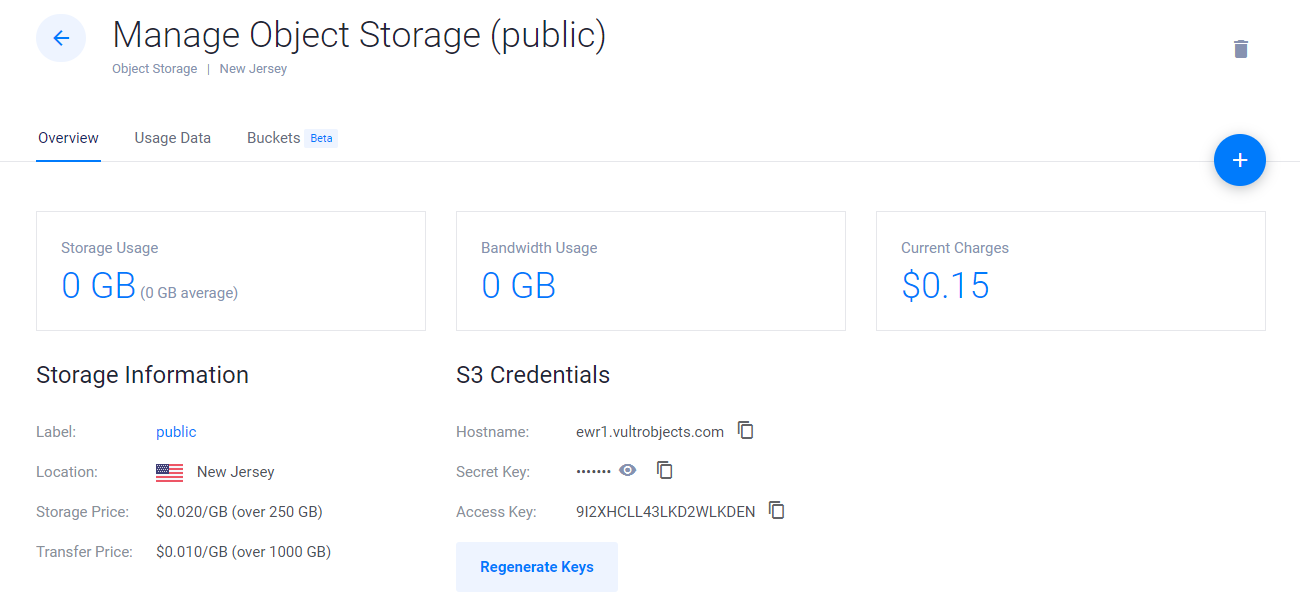 Manage Object Storage (public)
Object Storage | New Jersey
Overview Usage Data Buckets Beta
Storage Usage
0 GB (0 GB average)
Bandwidth Usage
0 GB
Current Charges
$0.15
Storage Information
Label: public
Location: New Jersey
Storage Price: $0.020/GB (over 250 GB)
Transfer Price: $0.010/GB (over 1000 GB)
S3 Credentials
Hostname: ewr1.vultrobjects.com
Secret Key: •••••••
Access Key: 9I2XHCLL43LKD2WLKDEN
Regenerate Keys